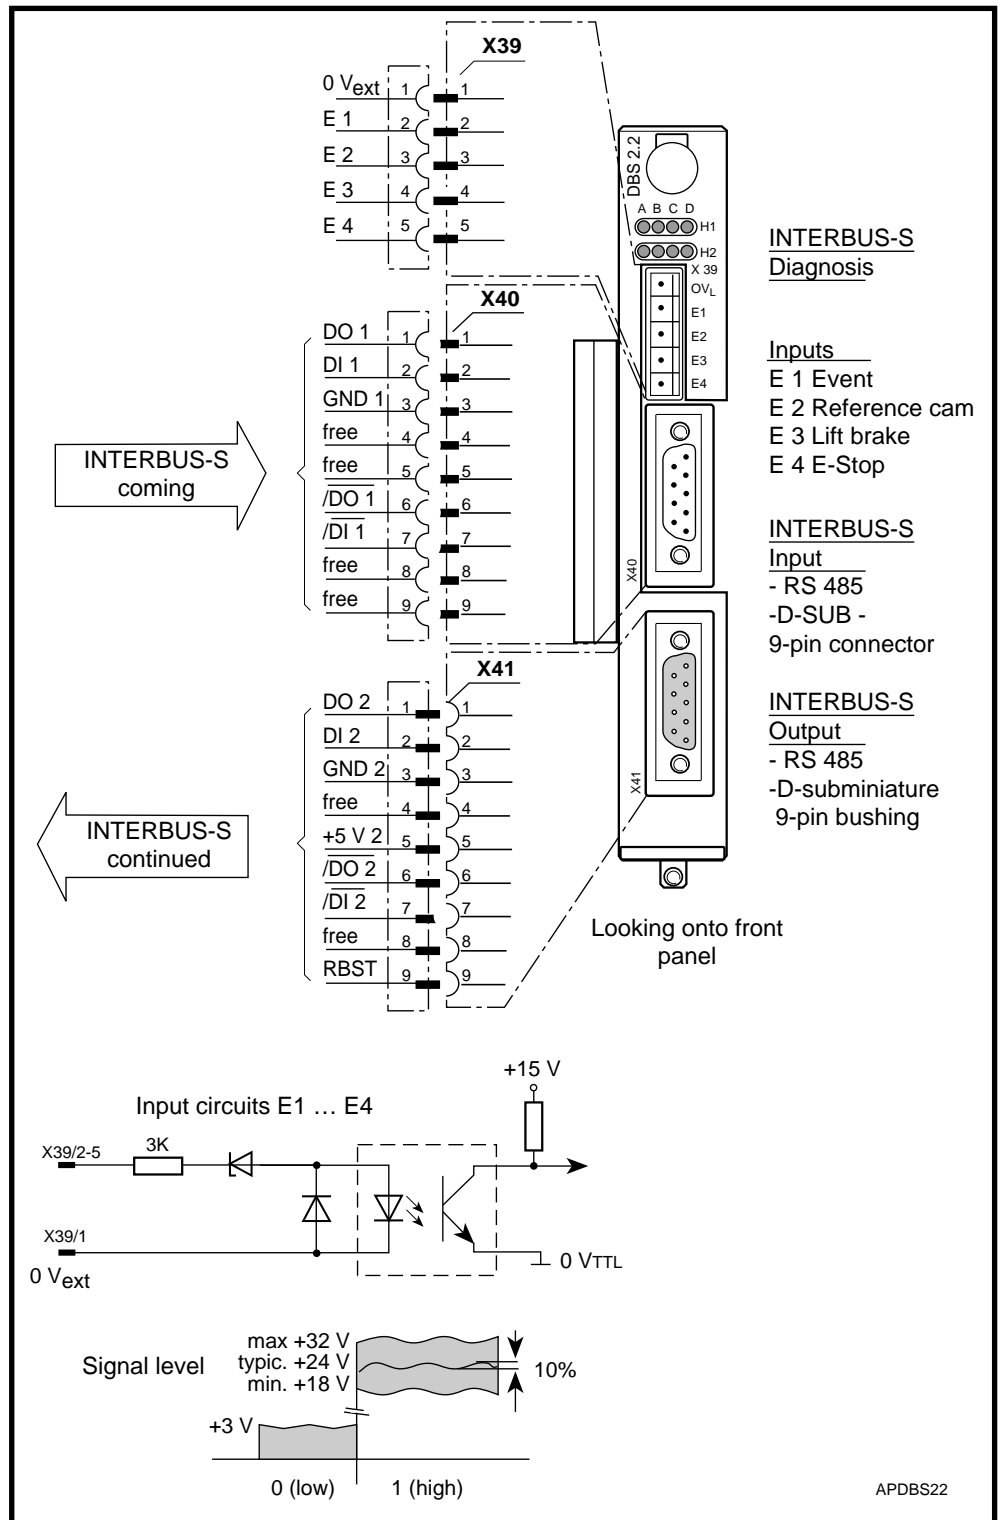 X39
0 Vext 1 1
E 1 2 2
E 2 3 3
E 3 4 4
E 4 5 5
X40
DO 1 1 1
DI 1 2 2
GND 1 3 3
free 4 4
free 5 5
/DO 1 6 6
/DI 1 7 7
free 8 8
free 9 9
INTERBUS-S
coming
X41
DO 2 1 1
DI 2 2 2
GND 2 3 3
free 4 4
+5 V 2 5 5
/DO 2 6 6
/DI 2 7 7
free 8 8
RBST 9 9
INTERBUS-S
continued
DBS 2.2
A B C D
H1
H2
X 39
OVL
E1
E2
E3
E4
X40
X41
Looking onto front
panel
INTERBUS-S
Diagnosis
Inputs
E 1 Event
E 2 Reference cam
E 3 Lift brake
E 4 E-Stop
INTERBUS-S
Input
- RS 485
-D-SUB -
9-pin connector
INTERBUS-S
Output
- RS 485
-D-subminiature
9-pin bushing
Input circuits E1 … E4
+15 V
X39/2-5
3K
X39/1
0 Vext
0 VTTL
Signal level
max +32 V
typic. +24 V
min. +18 V
10%
+3 V
0 (low)
1 (high)
APDBS22